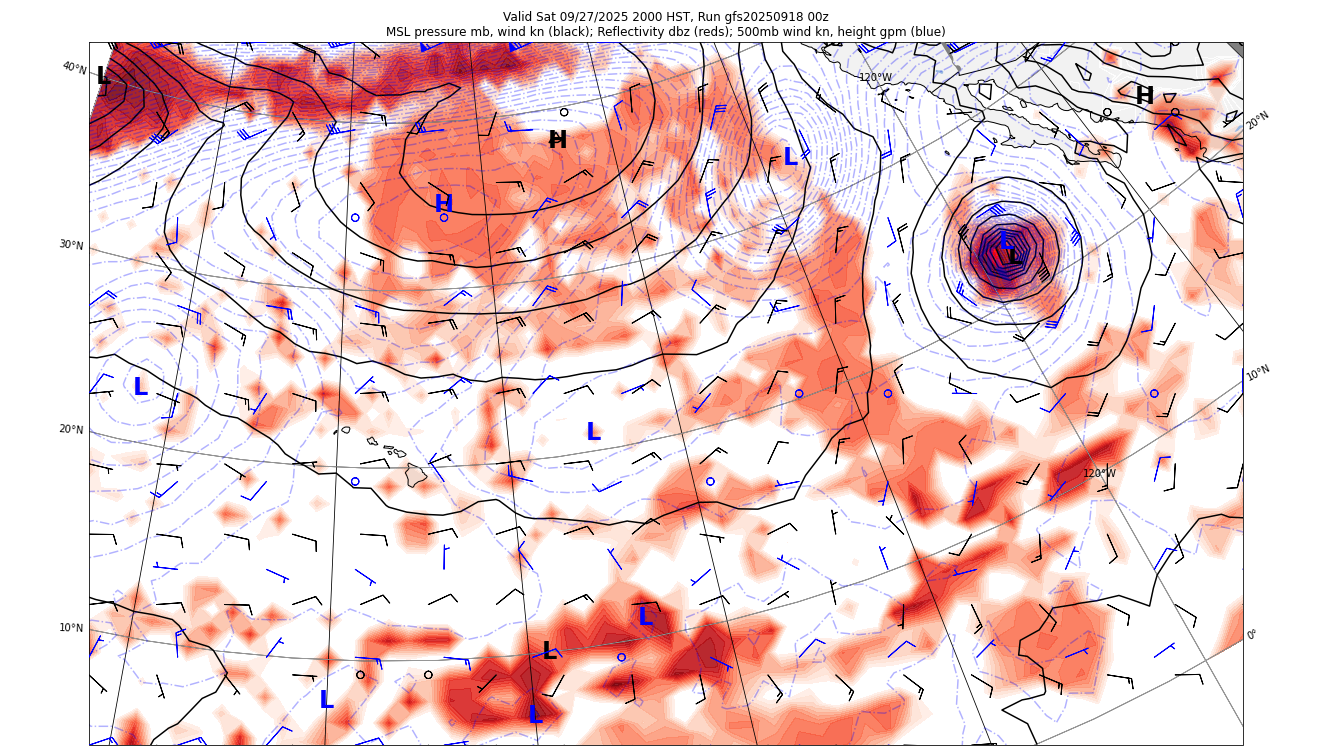 Valid Sat 09/27/2025 2000 HST, Run gfs20250918 00z
MSL pressure mb, wind kn (black); Reflectivity dbz (reds); 500mb wind kn, height gpm (blue)
40°N
L
120°W
H
20°N
H
L
H
30°N
L
L
10°N
L
20°N
L
120°W
10°N
L
0°
L
L
L